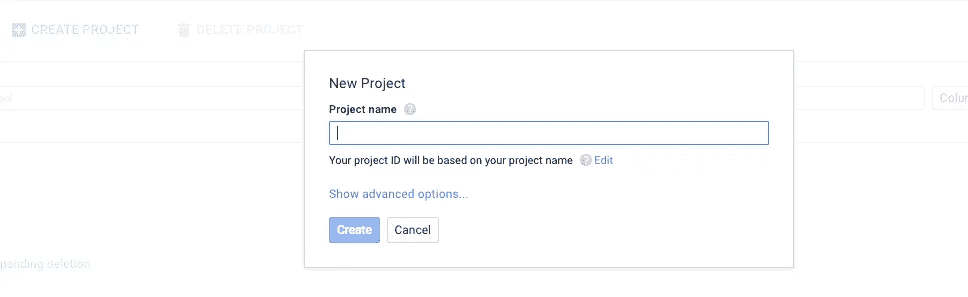 CREATE PROJECT DELETE PROJECT
Colum
New Project
Project name ?
Your project ID will be based on your project name ? Edit
Show advanced options...
Create Cancel
pending deletion